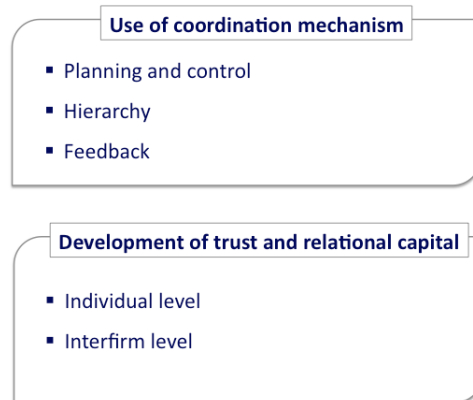 Use of coordination mechanism
▪ Planning and control
▪ Hierarchy
▪ Feedback
Development of trust and relational capital
▪ Individual level
▪ Interfirm level